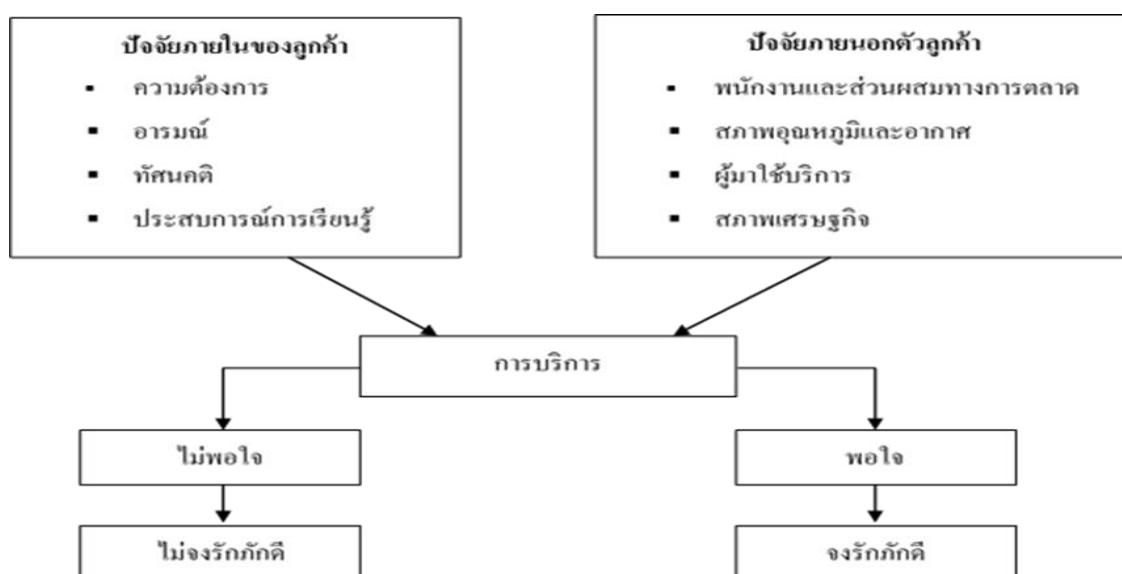 ปัจจัยภายในของลูกค้า
▪ ความต้องการ
▪ อารมณ์
▪ ทัศนคติ
▪ ประสบการณ์การเรียนรู้
ปัจจัยภายนอกตัวลูกค้า
▪ พนักงานและส่วนผสมทางการตลาด
▪ สภาพอุณหภูมิและอากาศ
▪ ผู้มาใช้บริการ
▪ สภาพเศรษฐกิจ
การบริการ
ไม่พอใจ
พอใจ
ไม่จงรักภักดี
จงรักภักดี